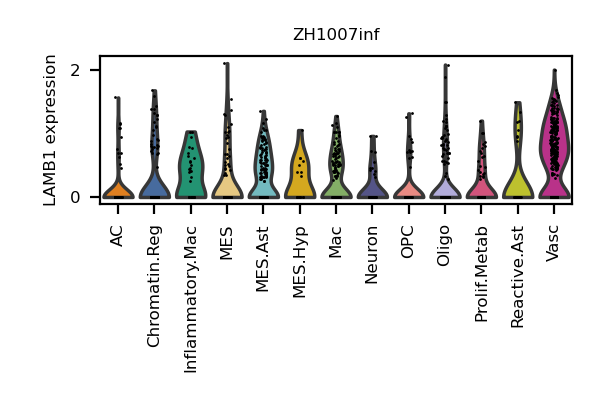 ZH1007inf
LAMB1 expression
2
0
AC
Chromatin.Reg
Inflammatory.Mac
MES
MES.Ast
MES.Hyp
Mac
Neuron
OPC
Oligo
Prolif.Metab
Reactive.Ast
Vasc